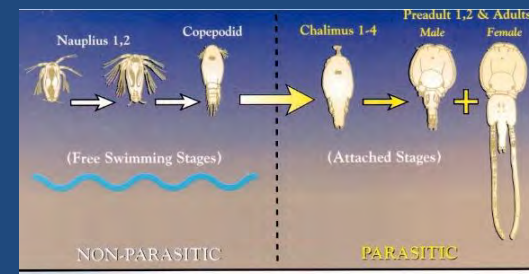 Nauplius 1,2
Copepodid
Chalimus 1-4
Preadult 1,2 & Adults
Male
Female
(Free Swimming Stages)
(Attached Stages)
NON-PARASITIC
PARASITIC